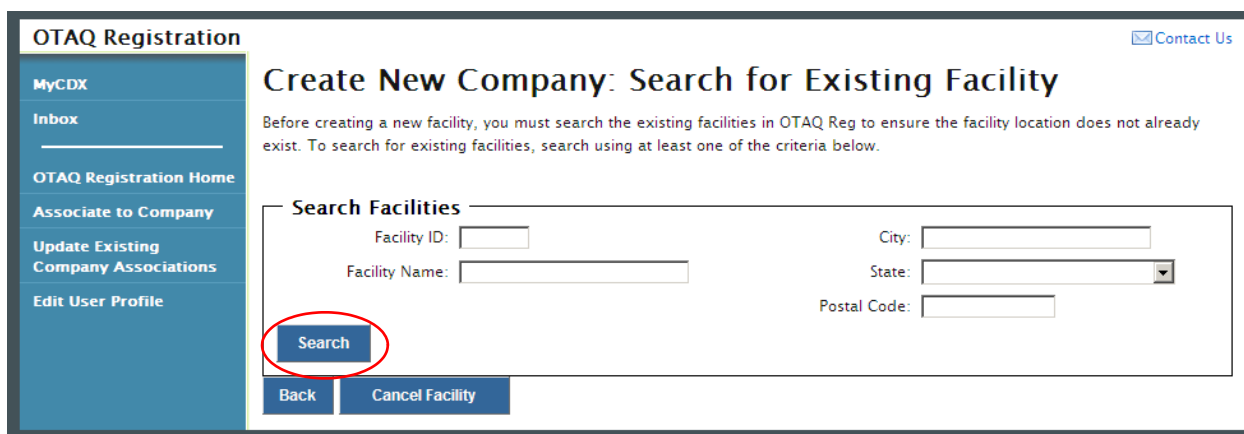 OTAQ Registration
Contact Us
MyCDX
Inbox
OTAQ Registration Home
Associate to Company
Update Existing
Company Associations
Edit User Profile
Create New Company: Search for Existing Facility
Before creating a new facility, you must search the existing facilities in OTAQ Reg to ensure the facility location does not already
exist. To search for existing facilities, search using at least one of the criteria below.
Search Facilities
Facility ID:
City:
Facility Name:
State:
Postal Code:
Search
Back
Cancel Facility